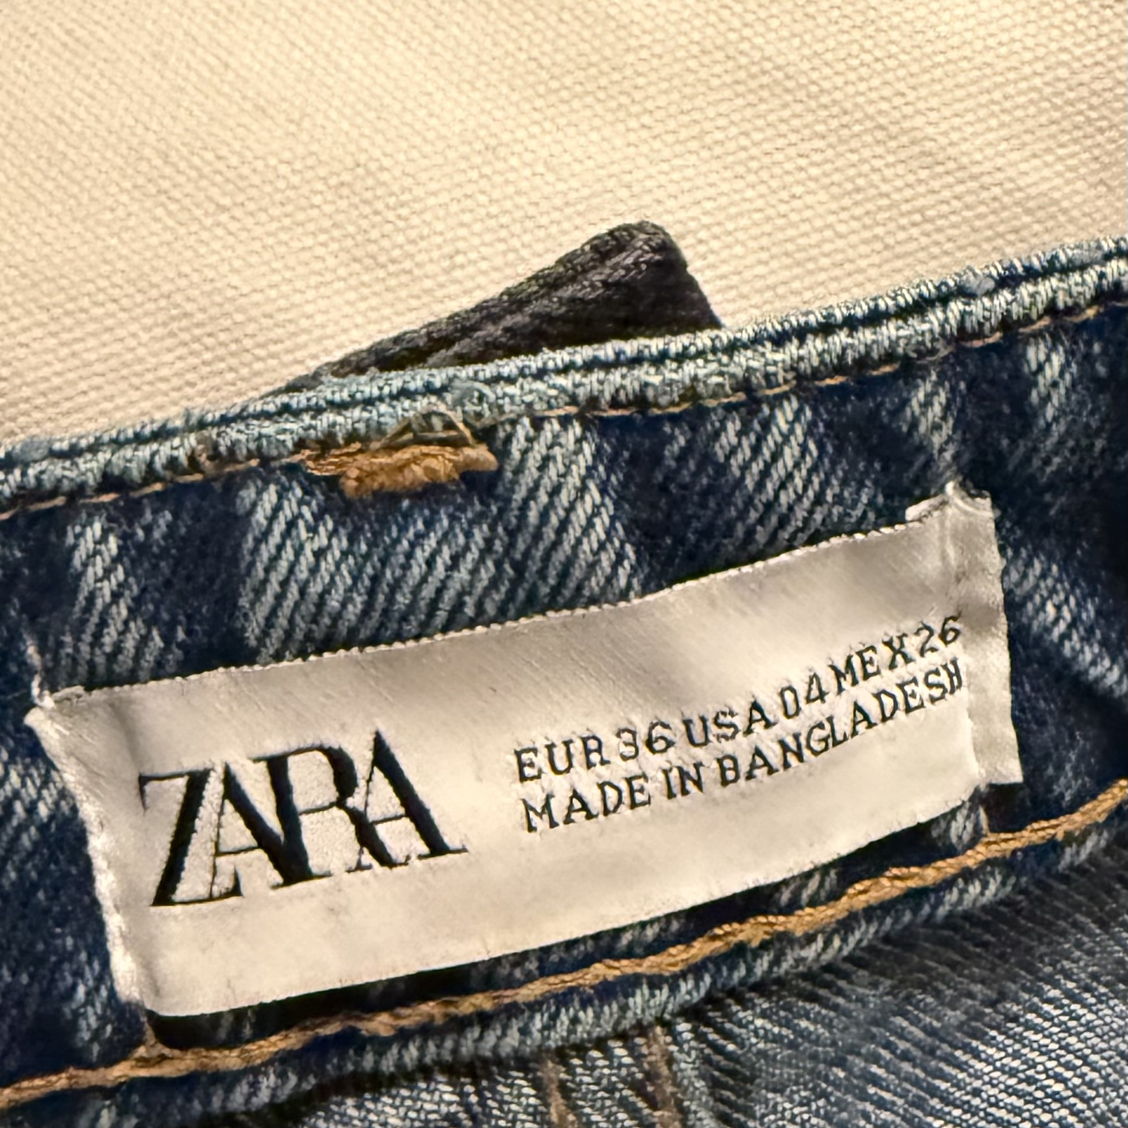 ZARA
EUR 36 USA 04 MEX 26
MADE IN BANGLADESH